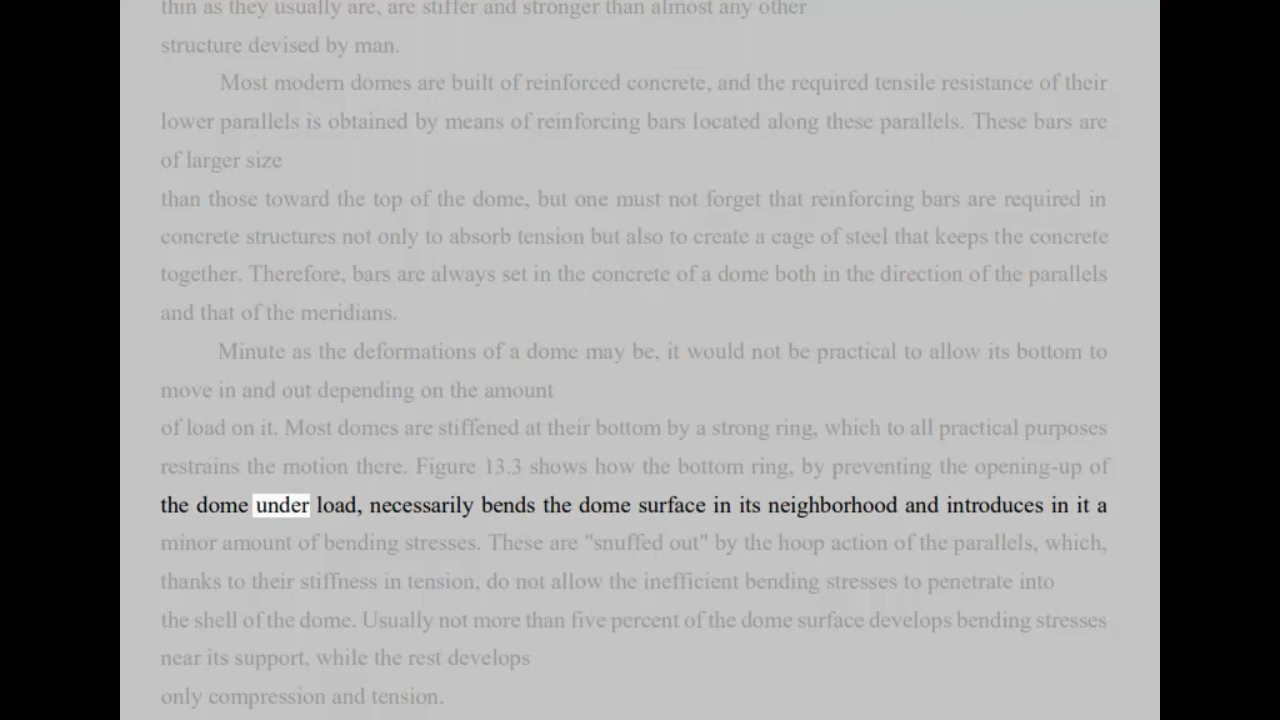 thin as they usually are, are stiffer and stronger than almost any other
structure devised by man.
Most modern domes are built of reinforced concrete, and the required tensile resistance of their
lower parallels is obtained by means of reinforcing bars located along these parallels. These bars are
of larger size
than those toward the top of the dome, but one must not forget that reinforcing bars are required in
concrete structures not only to absorb tension but also to create a cage of steel that keeps the concrete
together. Therefore, bars are always set in the concrete of a dome both in the direction of the parallels
and that of the meridians.
Minute as the deformations of a dome may be, it would not be practical to allow its bottom to
move in and out depending on the amount
of load on it. Most domes are stiffened at their bottom by a strong ring, which to all practical purposes
restrains the motion there. Figure 13.3 shows how the bottom ring, by preventing the opening-up of
the dome under load, necessarily bends the dome surface in its neighborhood and introduces in it a
minor amount of bending stresses. These are "snuffed out" by the hoop action of the parallels, which,
thanks to their stiffness in tension, do not allow the inefficient bending stresses to penetrate into
the shell of the dome. Usually not more than five percent of the dome surface develops bending stresses
near its support, while the rest develops
only compression and tension.